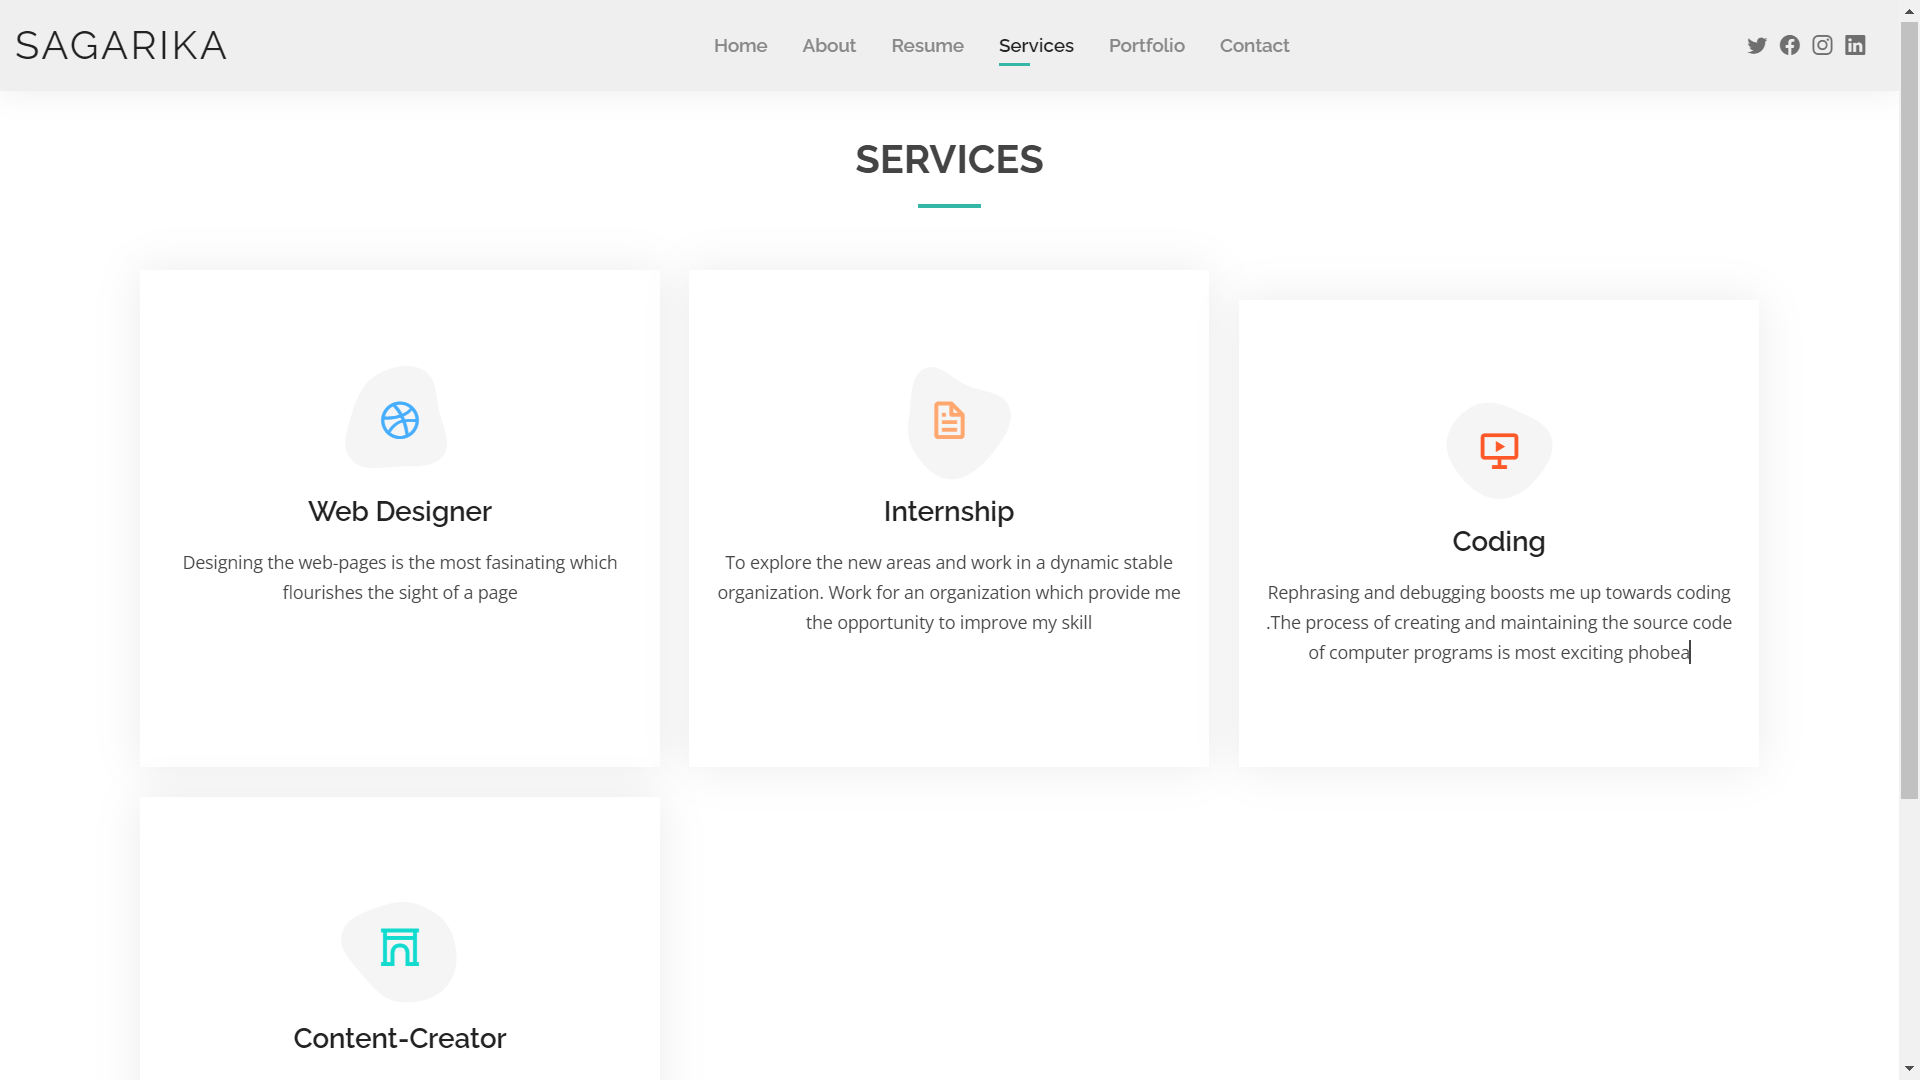 SAGARIKA
Home
About
Resume
Services
Portfolio
Contact
SERVICES
Web Designer
Designing the web-pages is the most fasinating which
flourishes the sight of a page
Internship
To explore the new areas and work in a dynamic stable
organization. Work for an organization which provide me
the opportunity to improve my skill
Coding
Rephrasing and debugging boosts me up towards coding
.The process of creating and maintaining the source code
of computer programs is most exciting phobea
Content-Creator